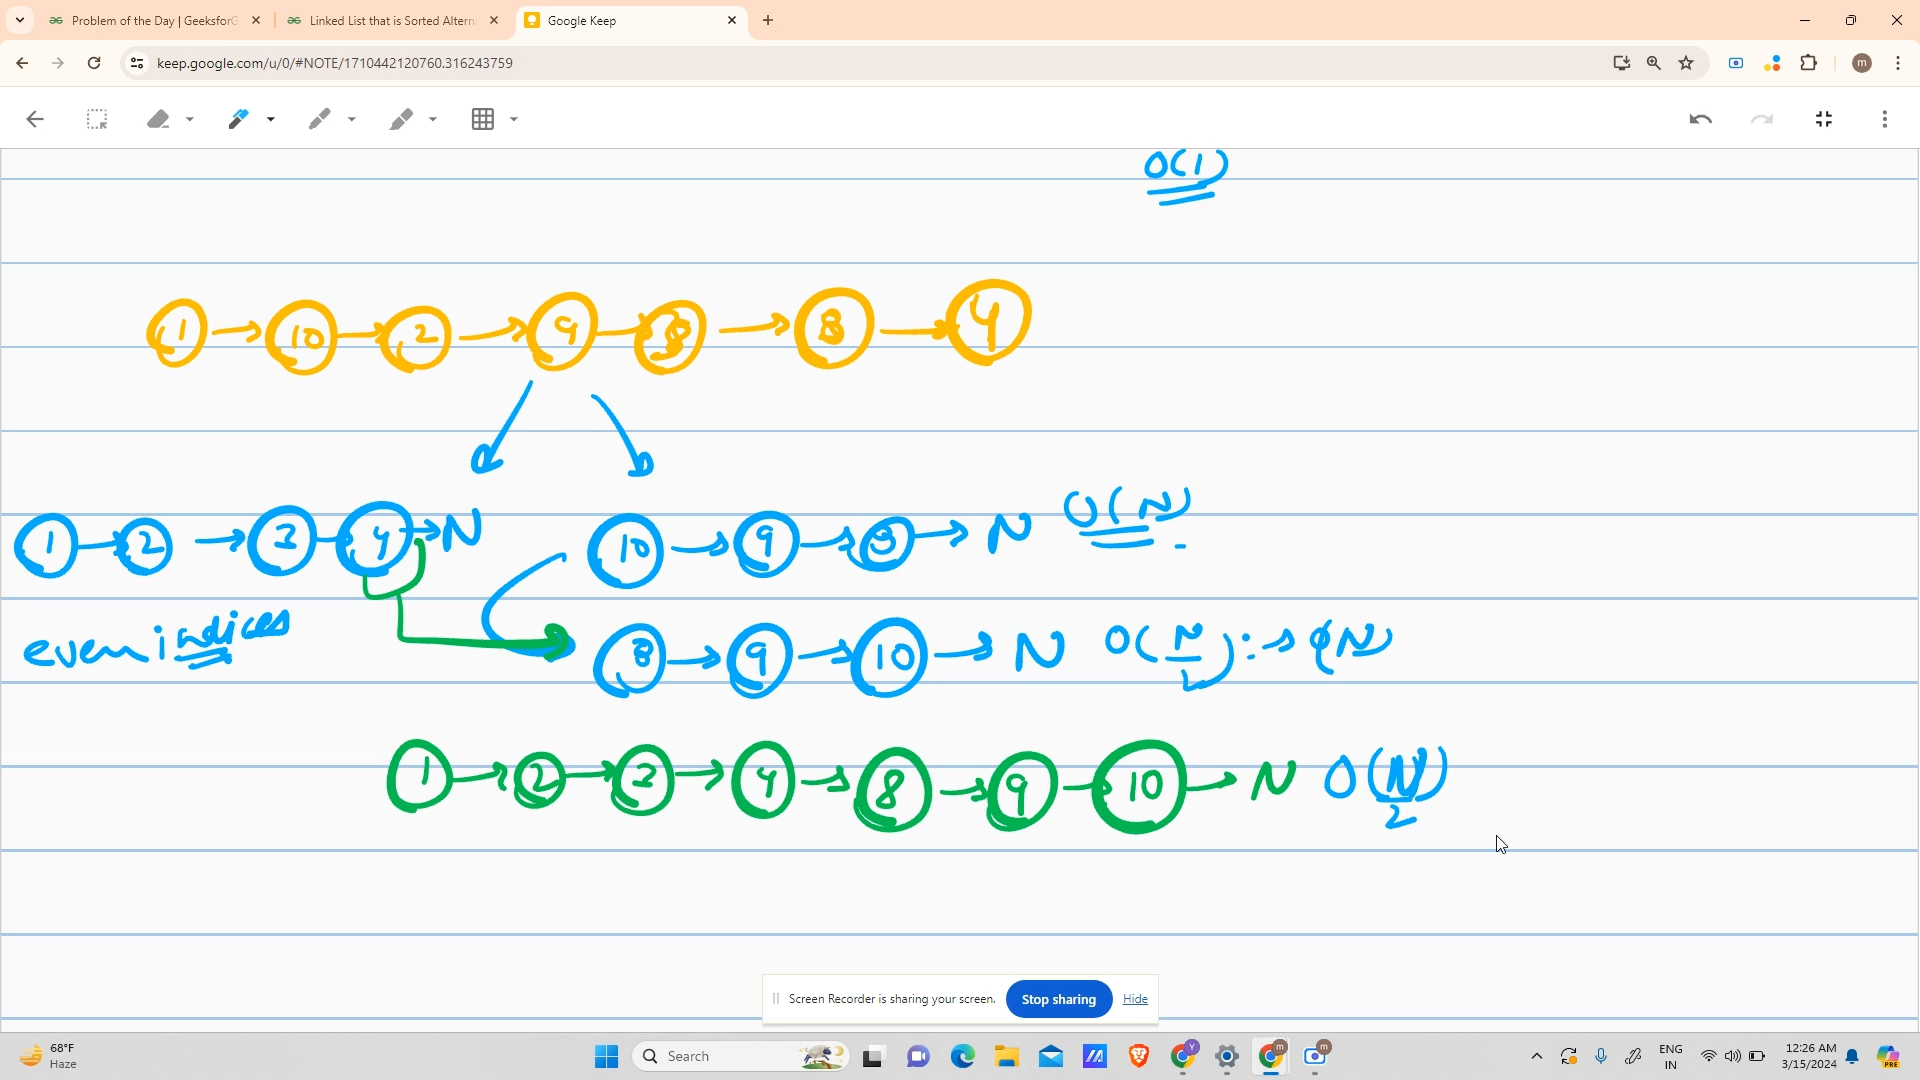 Problem of the Day | GeeksforG
Linked List that is Sorted Altern
Google Keep
keep.google.com/u/0/#NOTE/1710442120760.316243759
m
O(1)
1 → 10 → 2 → 9 → → 8 → 4
1 → 2 → 3 → 4 → N
10 → 9 → 8 → N O(N)
even indices
8 → 9 → 10 → N O(N/2) → O(N)
1 → 2 → 3 → 4 → 8 → 9 → 10 → N O(N/2)
Screen Recorder is sharing your screen.
Stop sharing
Hide
68°F
Haze
Search
ENG
IN
12:26 AM
3/15/2024